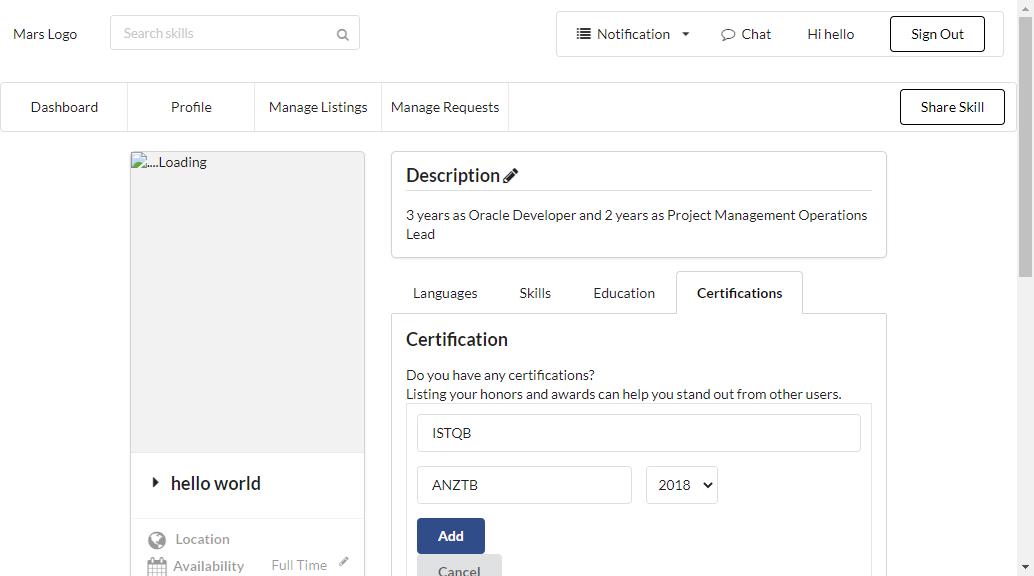 Mars Logo
Search skills
Notification
Chat
Hi hello
Sign Out
Dashboard
Profile
Manage Listings
Manage Requests
Share Skill
....Loading
hello world
Location
Availability
Full Time
Description
3 years as Oracle Developer and 2 years as Project Management Operations
Lead
Languages
Skills
Education
Certifications
Certification
Do you have any certifications?
Listing your honors and awards can help you stand out from other users.
ISTQB
ANZTB
2018
Add
Cancel